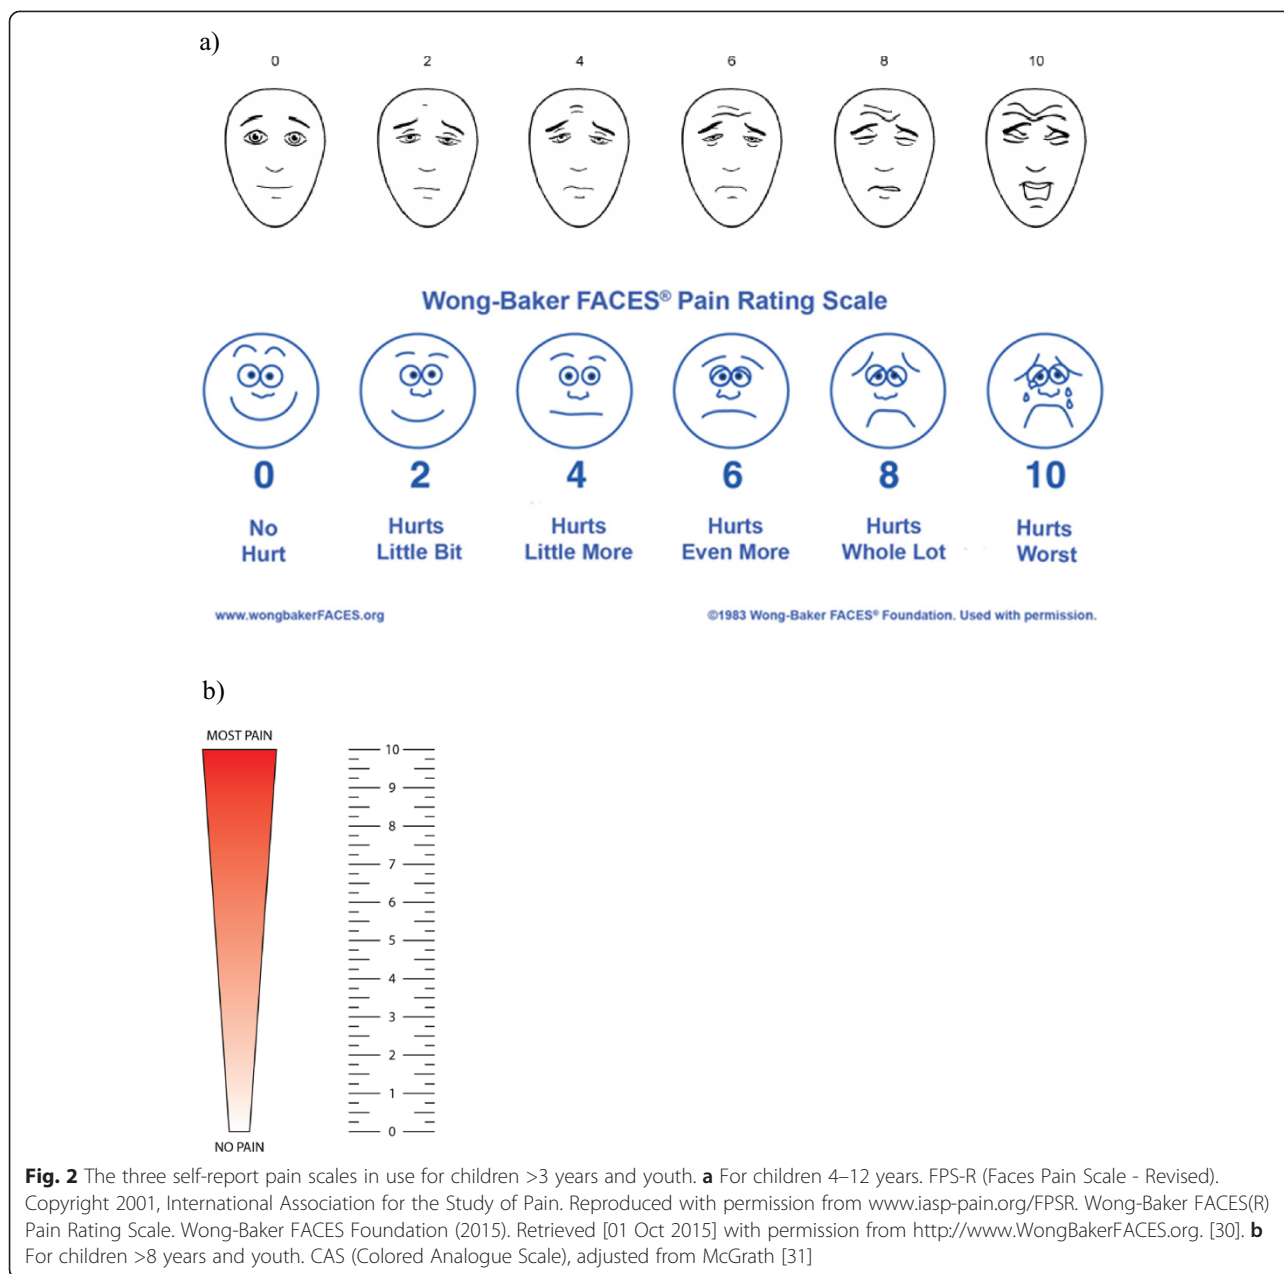 a)
0 2 4 6 8 10
Wong-Baker FACES® Pain Rating Scale
0 2 4 6 8 10
No Hurts Hurts Hurts Hurts Hurts
Hurt Little Bit Little More Even More Whole Lot Worst
www.wongbakerFACES.org ©1983 Wong-Baker FACES® Foundation. Used with permission.
b)
MOST PAIN
10
9
8
7
6
5
4
3
2
1
0
NO PAIN
Fig. 2 The three self-report pain scales in use for children >3 years and youth. a For children 4–12 years. FPS-R (Faces Pain Scale - Revised).
Copyright 2001, International Association for the Study of Pain. Reproduced with permission from www.iasp-pain.org/FPSR. Wong-Baker FACES(R)
Pain Rating Scale. Wong-Baker FACES Foundation (2015). Retrieved [01 Oct 2015] with permission from http://www.WongBakerFACES.org. [30]. b
For children >8 years and youth. CAS (Colored Analogue Scale), adjusted from McGrath [31]